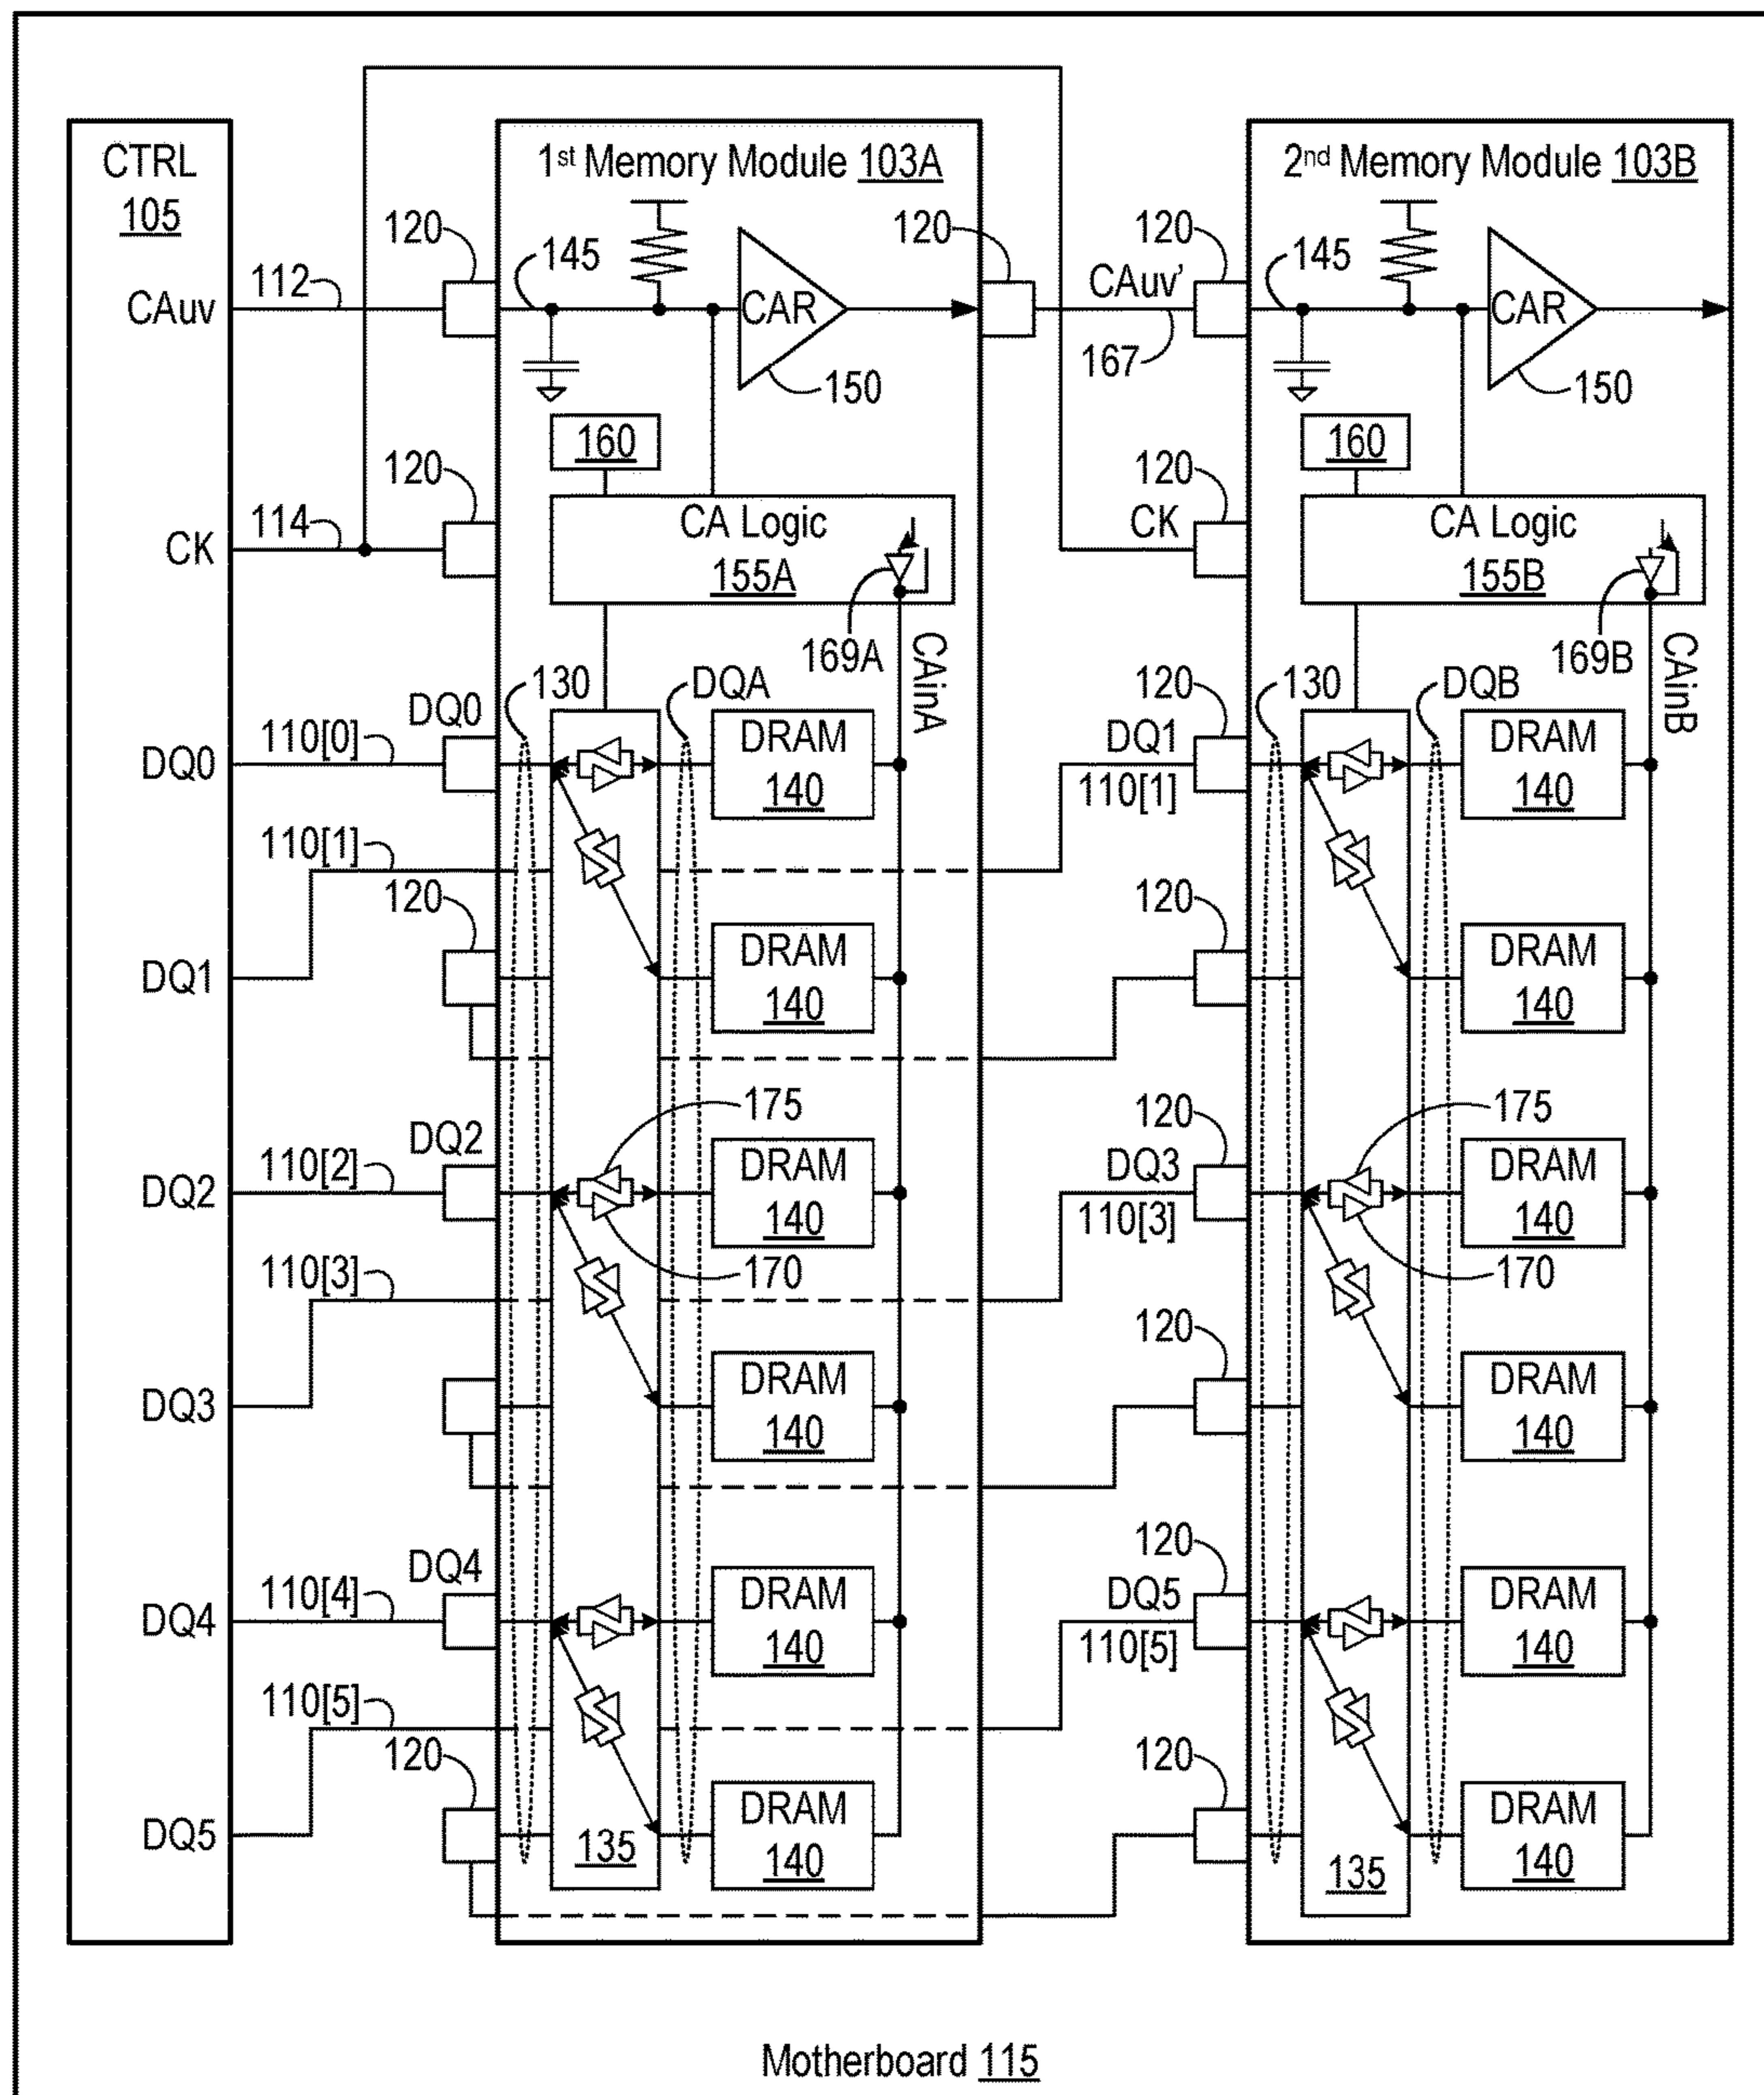 CTRL
105
1st Memory Module 103A
2nd Memory Module 103B
120
120
120
145
145
CAuv
112
CAR
CAuv'
CAR
150
167
150
160
160
120
120
CK
114
CA Logic
155A
CK
CA Logic
155B
169A
CAinA
169B
CAinB
130
DQA
120
130
DQB
DQ0
110[0]
DQ0
DRAM
140
DQ1
110[1]
DRAM
140
110[1]
120
120
DQ1
DRAM
140
DRAM
140
175
120
175
DQ2
110[2]
DQ2
DRAM
140
DQ3
110[3]
DRAM
140
110[3]
170
170
120
DQ3
DRAM
140
DRAM
140
120
DQ4
110[4]
DQ4
DRAM
140
DQ5
110[5]
DRAM
140
110[5]
120
120
DQ5
135
DRAM
140
135
DRAM
140
Motherboard 115